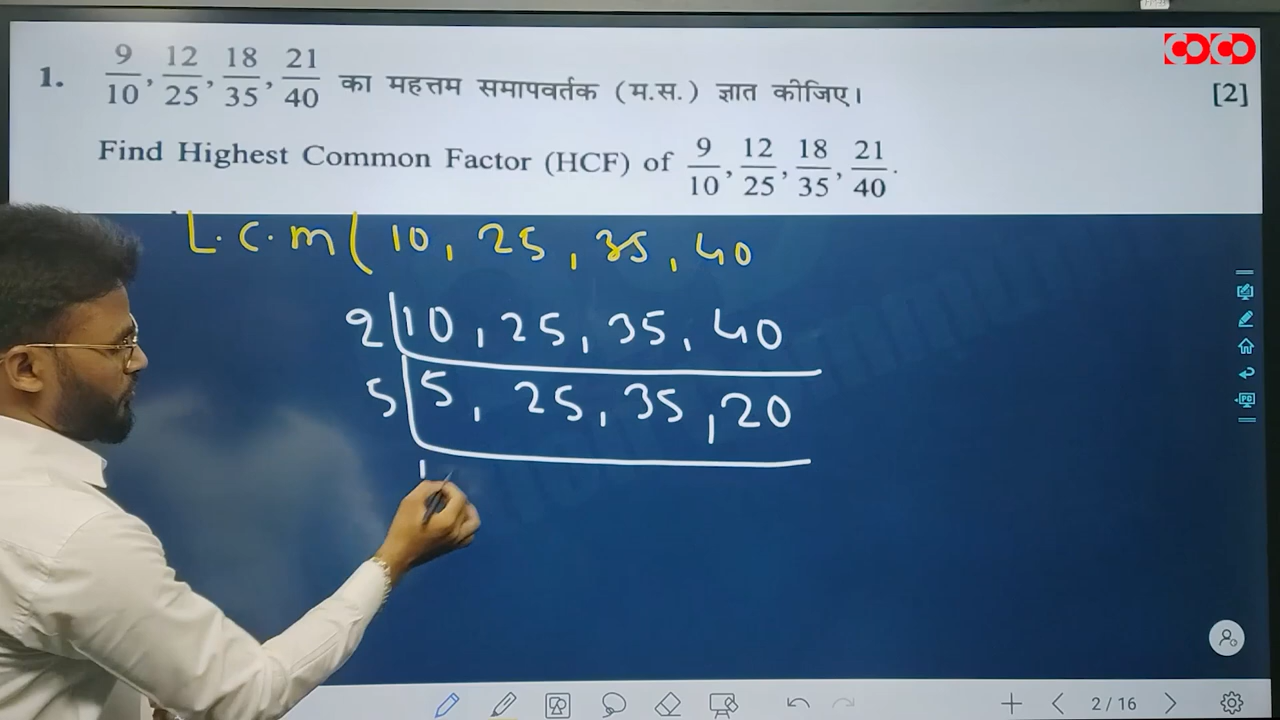 COCO
1. 9/10, 12/25, 18/35, 21/40 का महत्तम समापवर्तक (म.स.) ज्ञात कीजिए। [2]
Find Highest Common Factor (HCF) of 9/10, 12/25, 18/35, 21/40.
L.C.M ( 10, 25, 35, 40
2 | 10, 25, 35, 40
5 | 5, 25, 35, 20
1
2 / 16